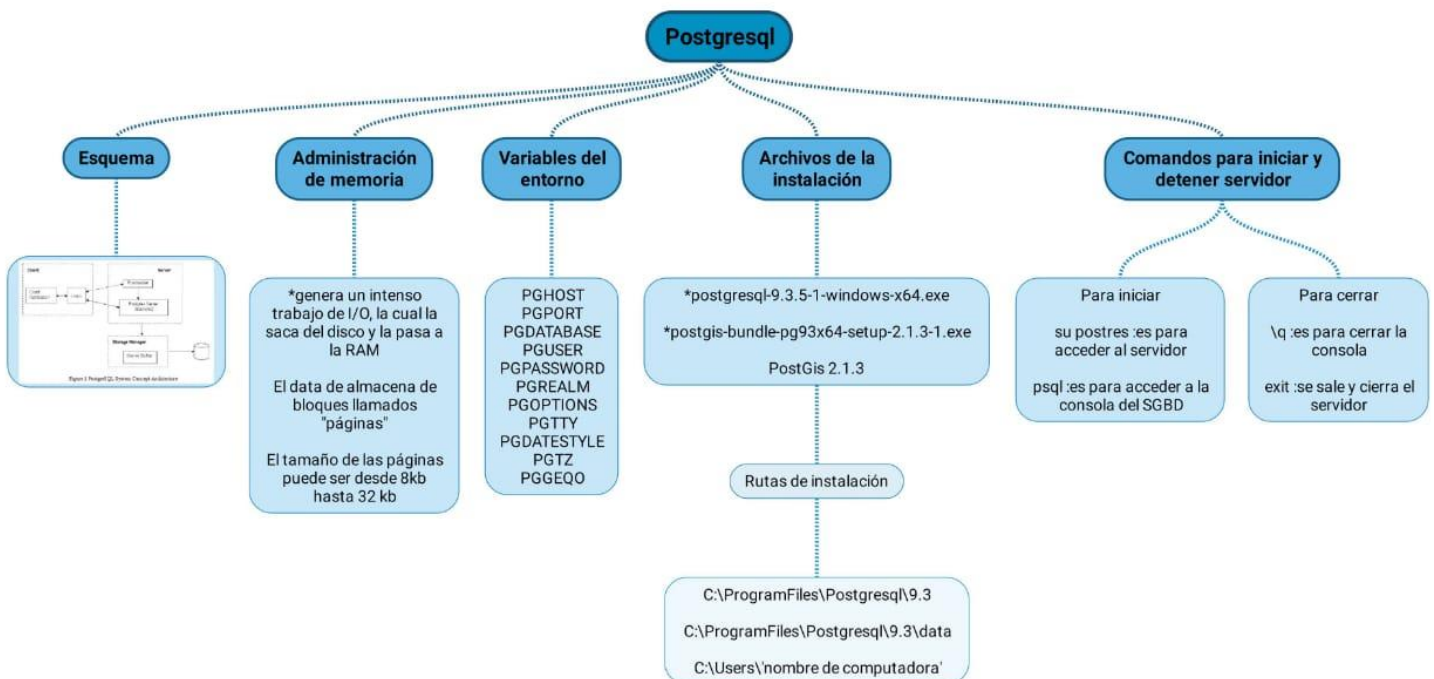 Postgresql
Esquema
Client
Server
Storage Manager
Administración
de memoria
*genera un intenso
trabajo de I/O, la cual la
saca del disco y la pasa a
la RAM
El data de almacena de
bloques llamados
"páginas"
El tamaño de las páginas
puede ser desde 8kb
hasta 32 kb
Variables del
entorno
PGHOST
PGPORT
PGDATABASE
PGUSER
PGPASSWORD
PGREALM
PGOPTIONS
PGTTY
PGDATESTYLE
PGTZ
PGGEQO
Archivos de la
instalación
*postgresql-9.3.5-1-windows-x64.exe
*postgis-bundle-pg93x64-setup-2.1.3-1.exe
PostGis 2.1.3
Rutas de instalación
C:\ProgramFiles\Postgresql\9.3
C:\ProgramFiles\Postgresql\9.3\data
C:\Users\'nombre de computadora'
Comandos para iniciar y
detener servidor
Para iniciar
su postres :es para
acceder al servidor
psql :es para acceder a la
consola del SGBD
Para cerrar
\q :es para cerrar la
consola
exit :se sale y cierra el
servidor